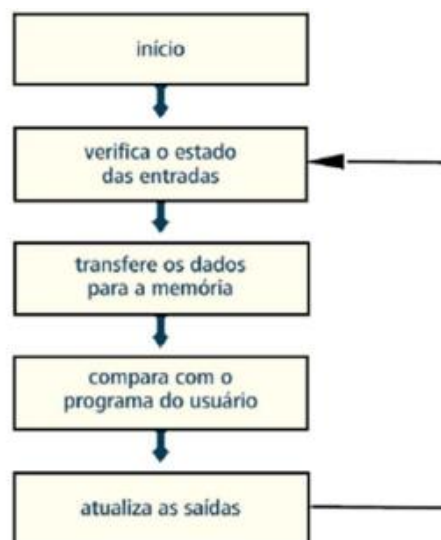 início
verifica o estado
das entradas
transfere os dados
para a memória
compara com o
programa do usuário
atualiza as saídas